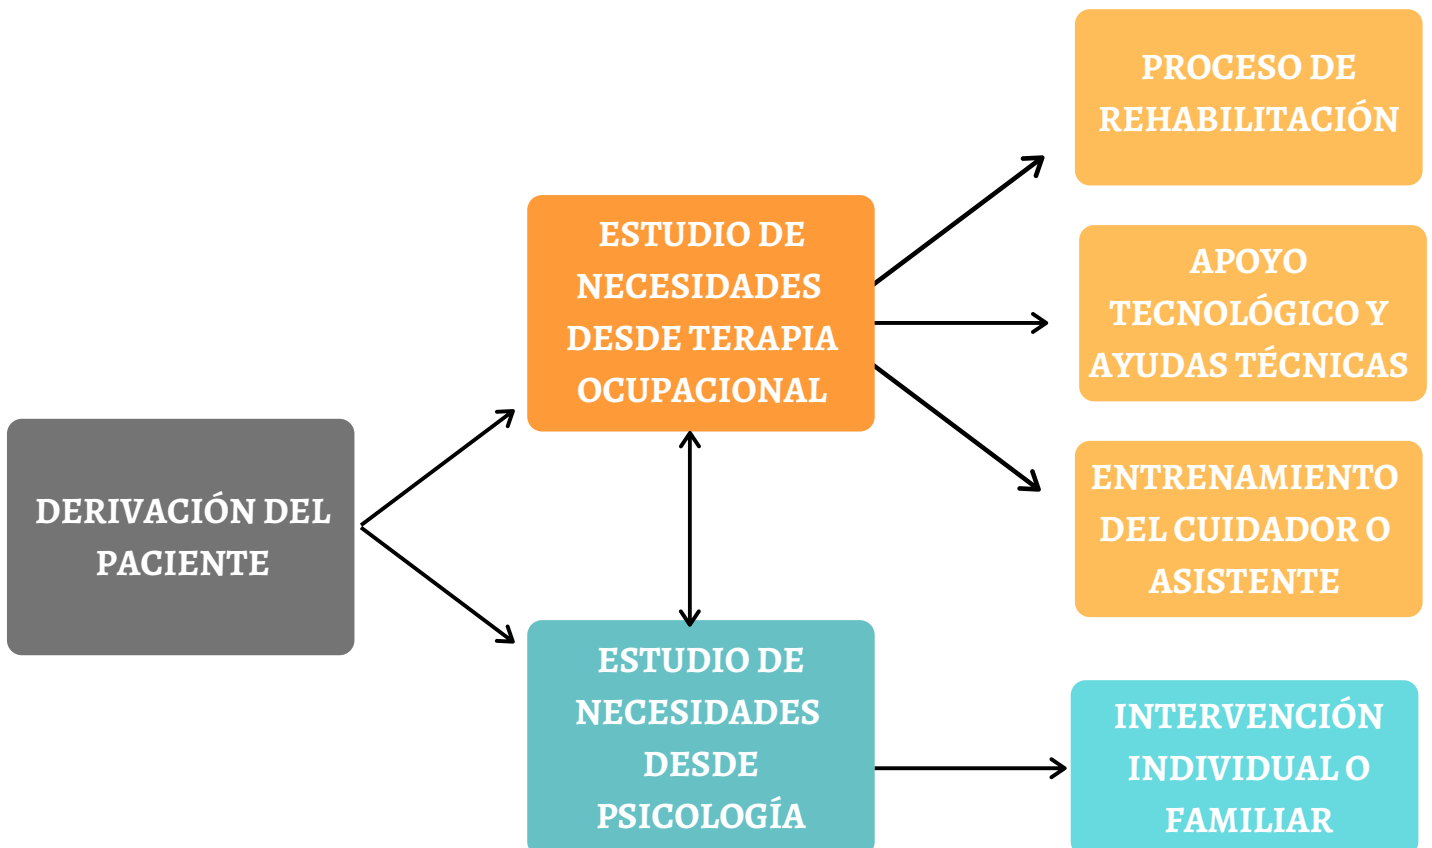 DERIVACIÓN DEL
PACIENTE
ESTUDIO DE
NECESIDADES
DESDE TERAPIA
OCUPACIONAL
ESTUDIO DE
NECESIDADES
DESDE
PSICOLOGÍA
PROCESO DE
REHABILITACIÓN
APOYO
TECNOLÓGICO Y
AYUDAS TÉCNICAS
ENTRENAMIENTO
DEL CUIDADOR O
ASISTENTE
INTERVENCIÓN
INDIVIDUAL O
FAMILIAR